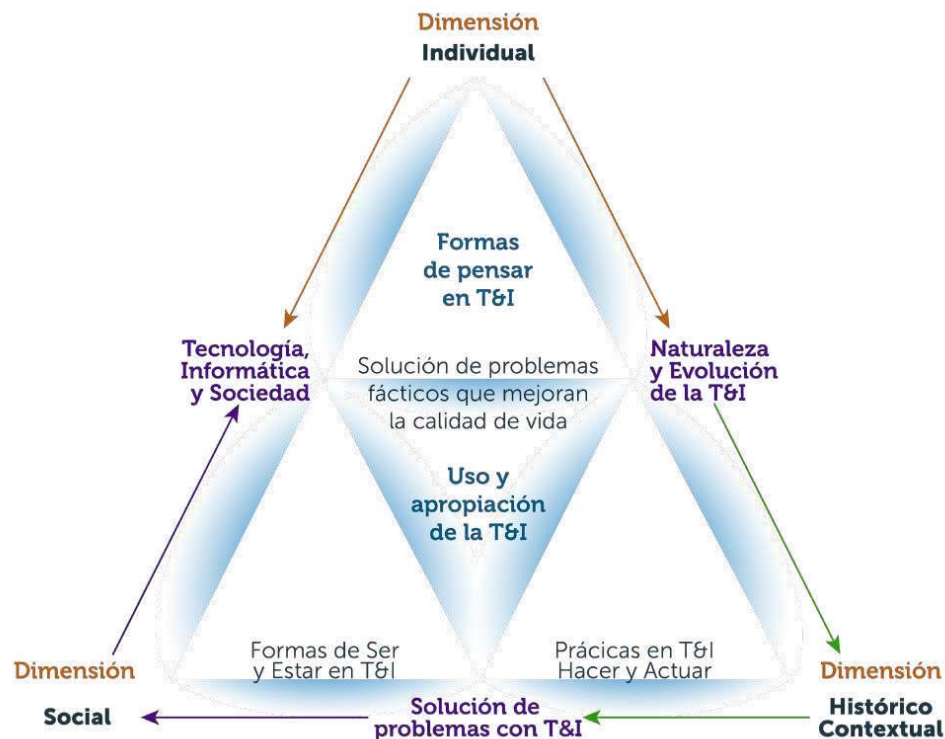 Dimensión
Individual
Formas
de pensar
en T&I
Tecnología,
Informática
y Sociedad
Solución de problemas
fácticos que mejoran
la calidad de vida
Naturaleza
y Evolución
de la T&I
Uso y
apropiación
de la T&I
Dimensión
Social
Formas de Ser
y Estar en T&I
Prácicas en T&I
Hacer y Actuar
Dimensión
Histórico
Contextual
Solución de
problemas con T&I